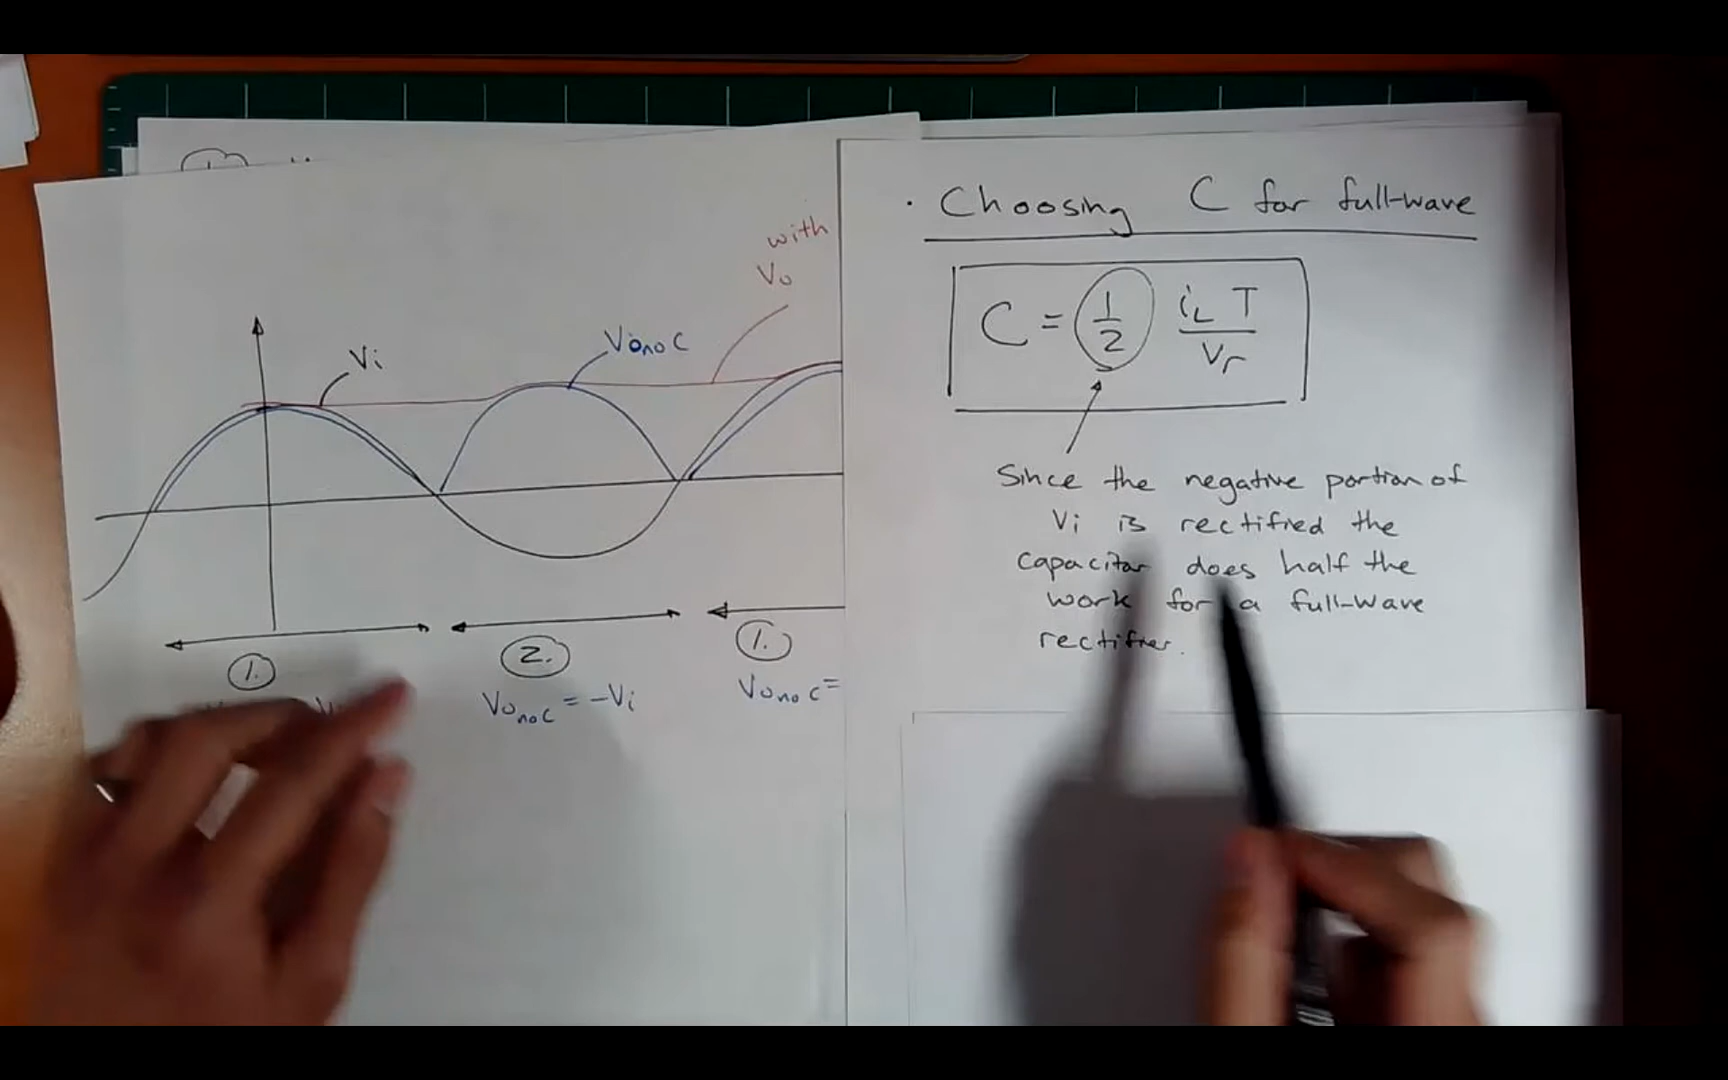 with
Vo
Vi
Vo no C
1.
2.
1.
Vo no C = -Vi
Vo no C =
• Choosing C for full-wave
C = 1/2 iL T / Vr
Since the negative portion of
Vi is rectified the
capacitor does half the
work for a full-wave
rectifier.